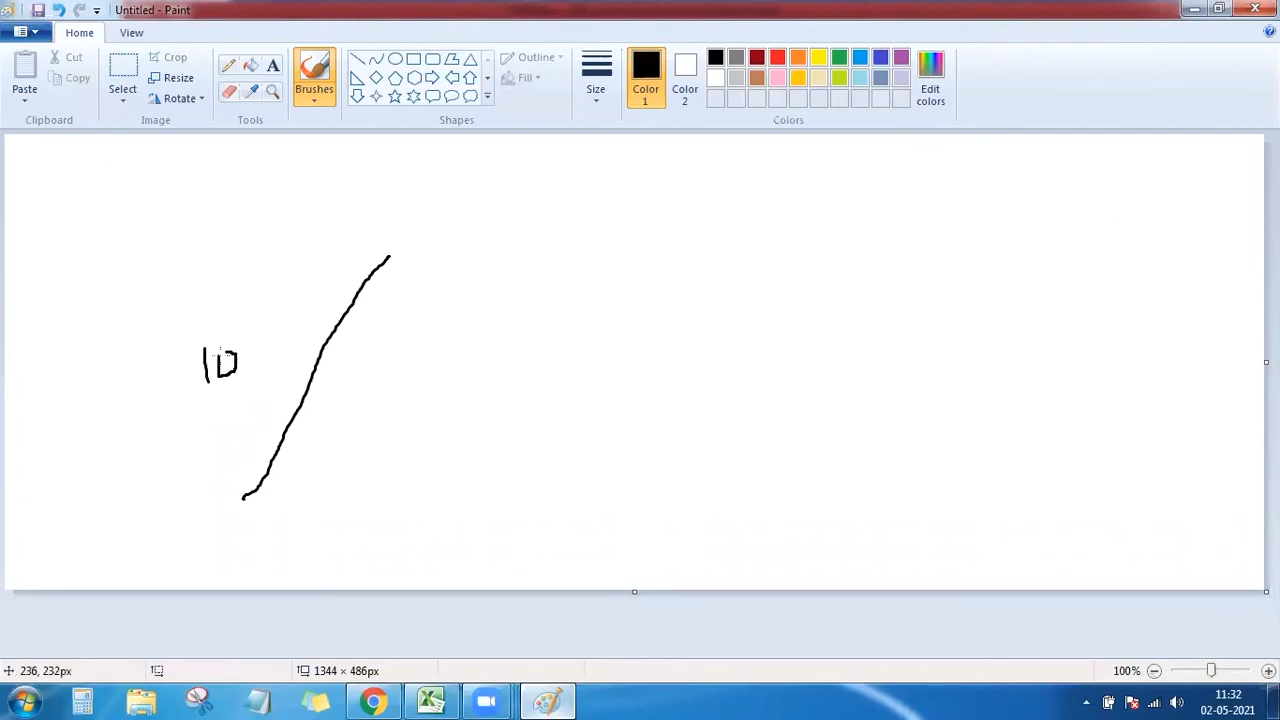 Untitled - Paint
Home View
Paste
Cut
Copy
Clipboard
Select
Crop
Resize
Rotate
Image
A
Tools
Brushes
Shapes
Outline
Fill
Size
Color 1
Color 2
Edit colors
Colors
10
236, 232px
1344 × 486px
100%
11:32
02-05-2021